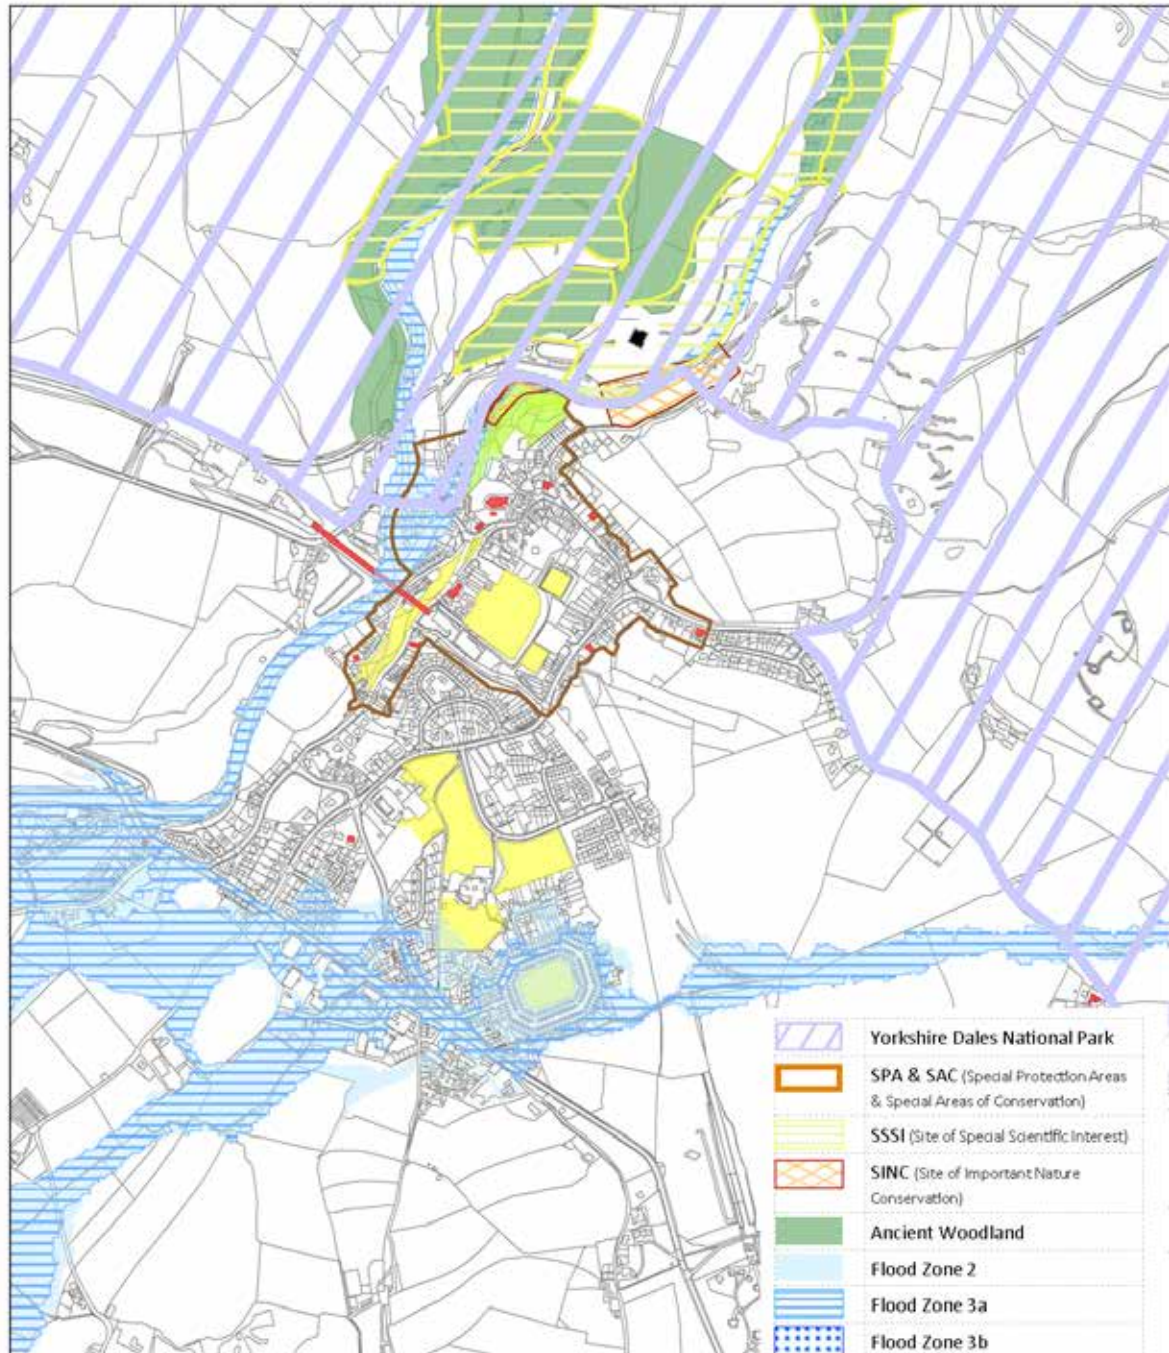 Yorkshire Dales National Park
SPA & SAC (Special Protection Areas
& Special Areas of Conservation)
SSSI (Site of Special Scientific Interest)
SINC (Site of Important Nature
Conservation)
Ancient Woodland
Flood Zone 2
Flood Zone 3a
Flood Zone 3b